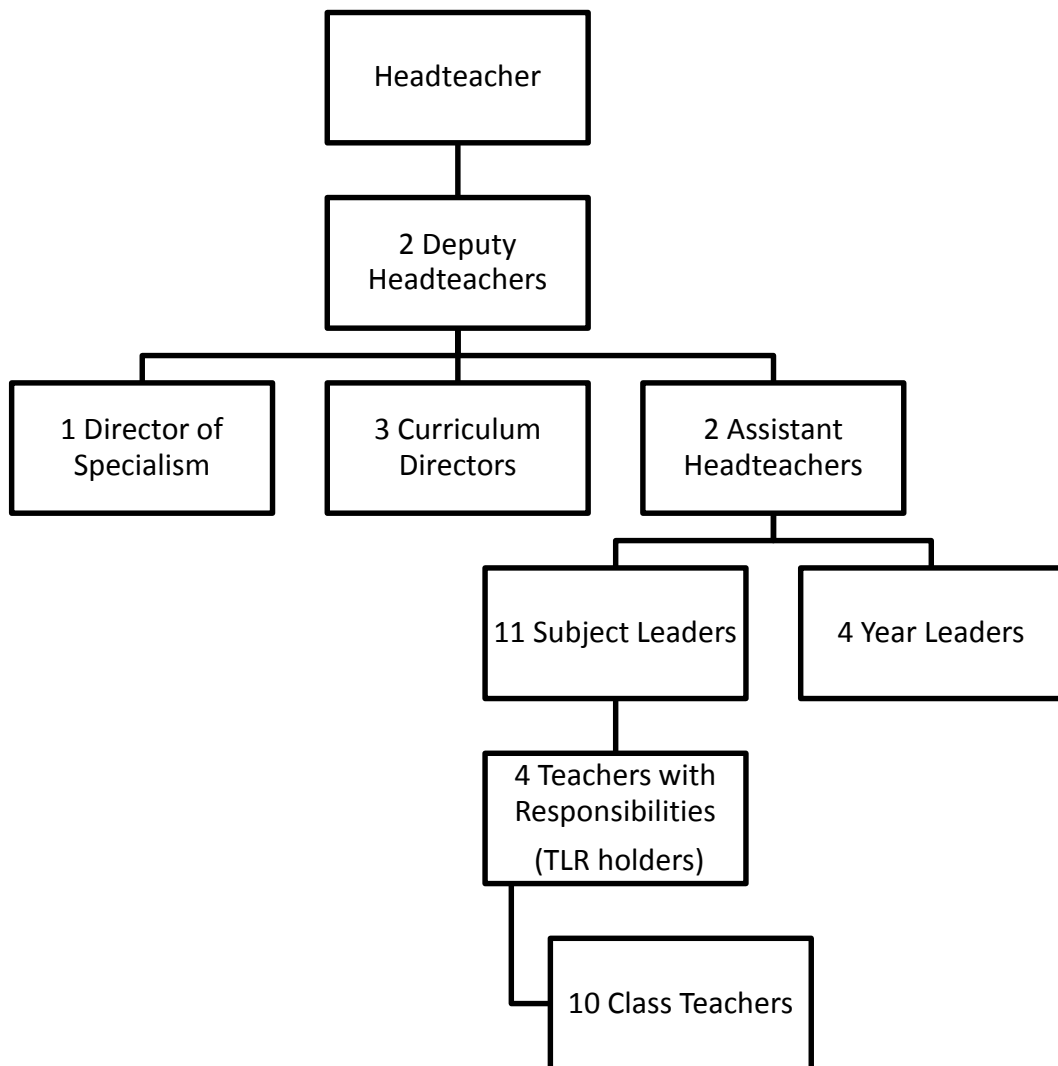 Headteacher
2 Deputy
Headteachers
1 Director of
Specialism
3 Curriculum
Directors
2 Assistant
Headteachers
11 Subject Leaders
4 Year Leaders
4 Teachers with
Responsibilities
(TLR holders)
10 Class Teachers